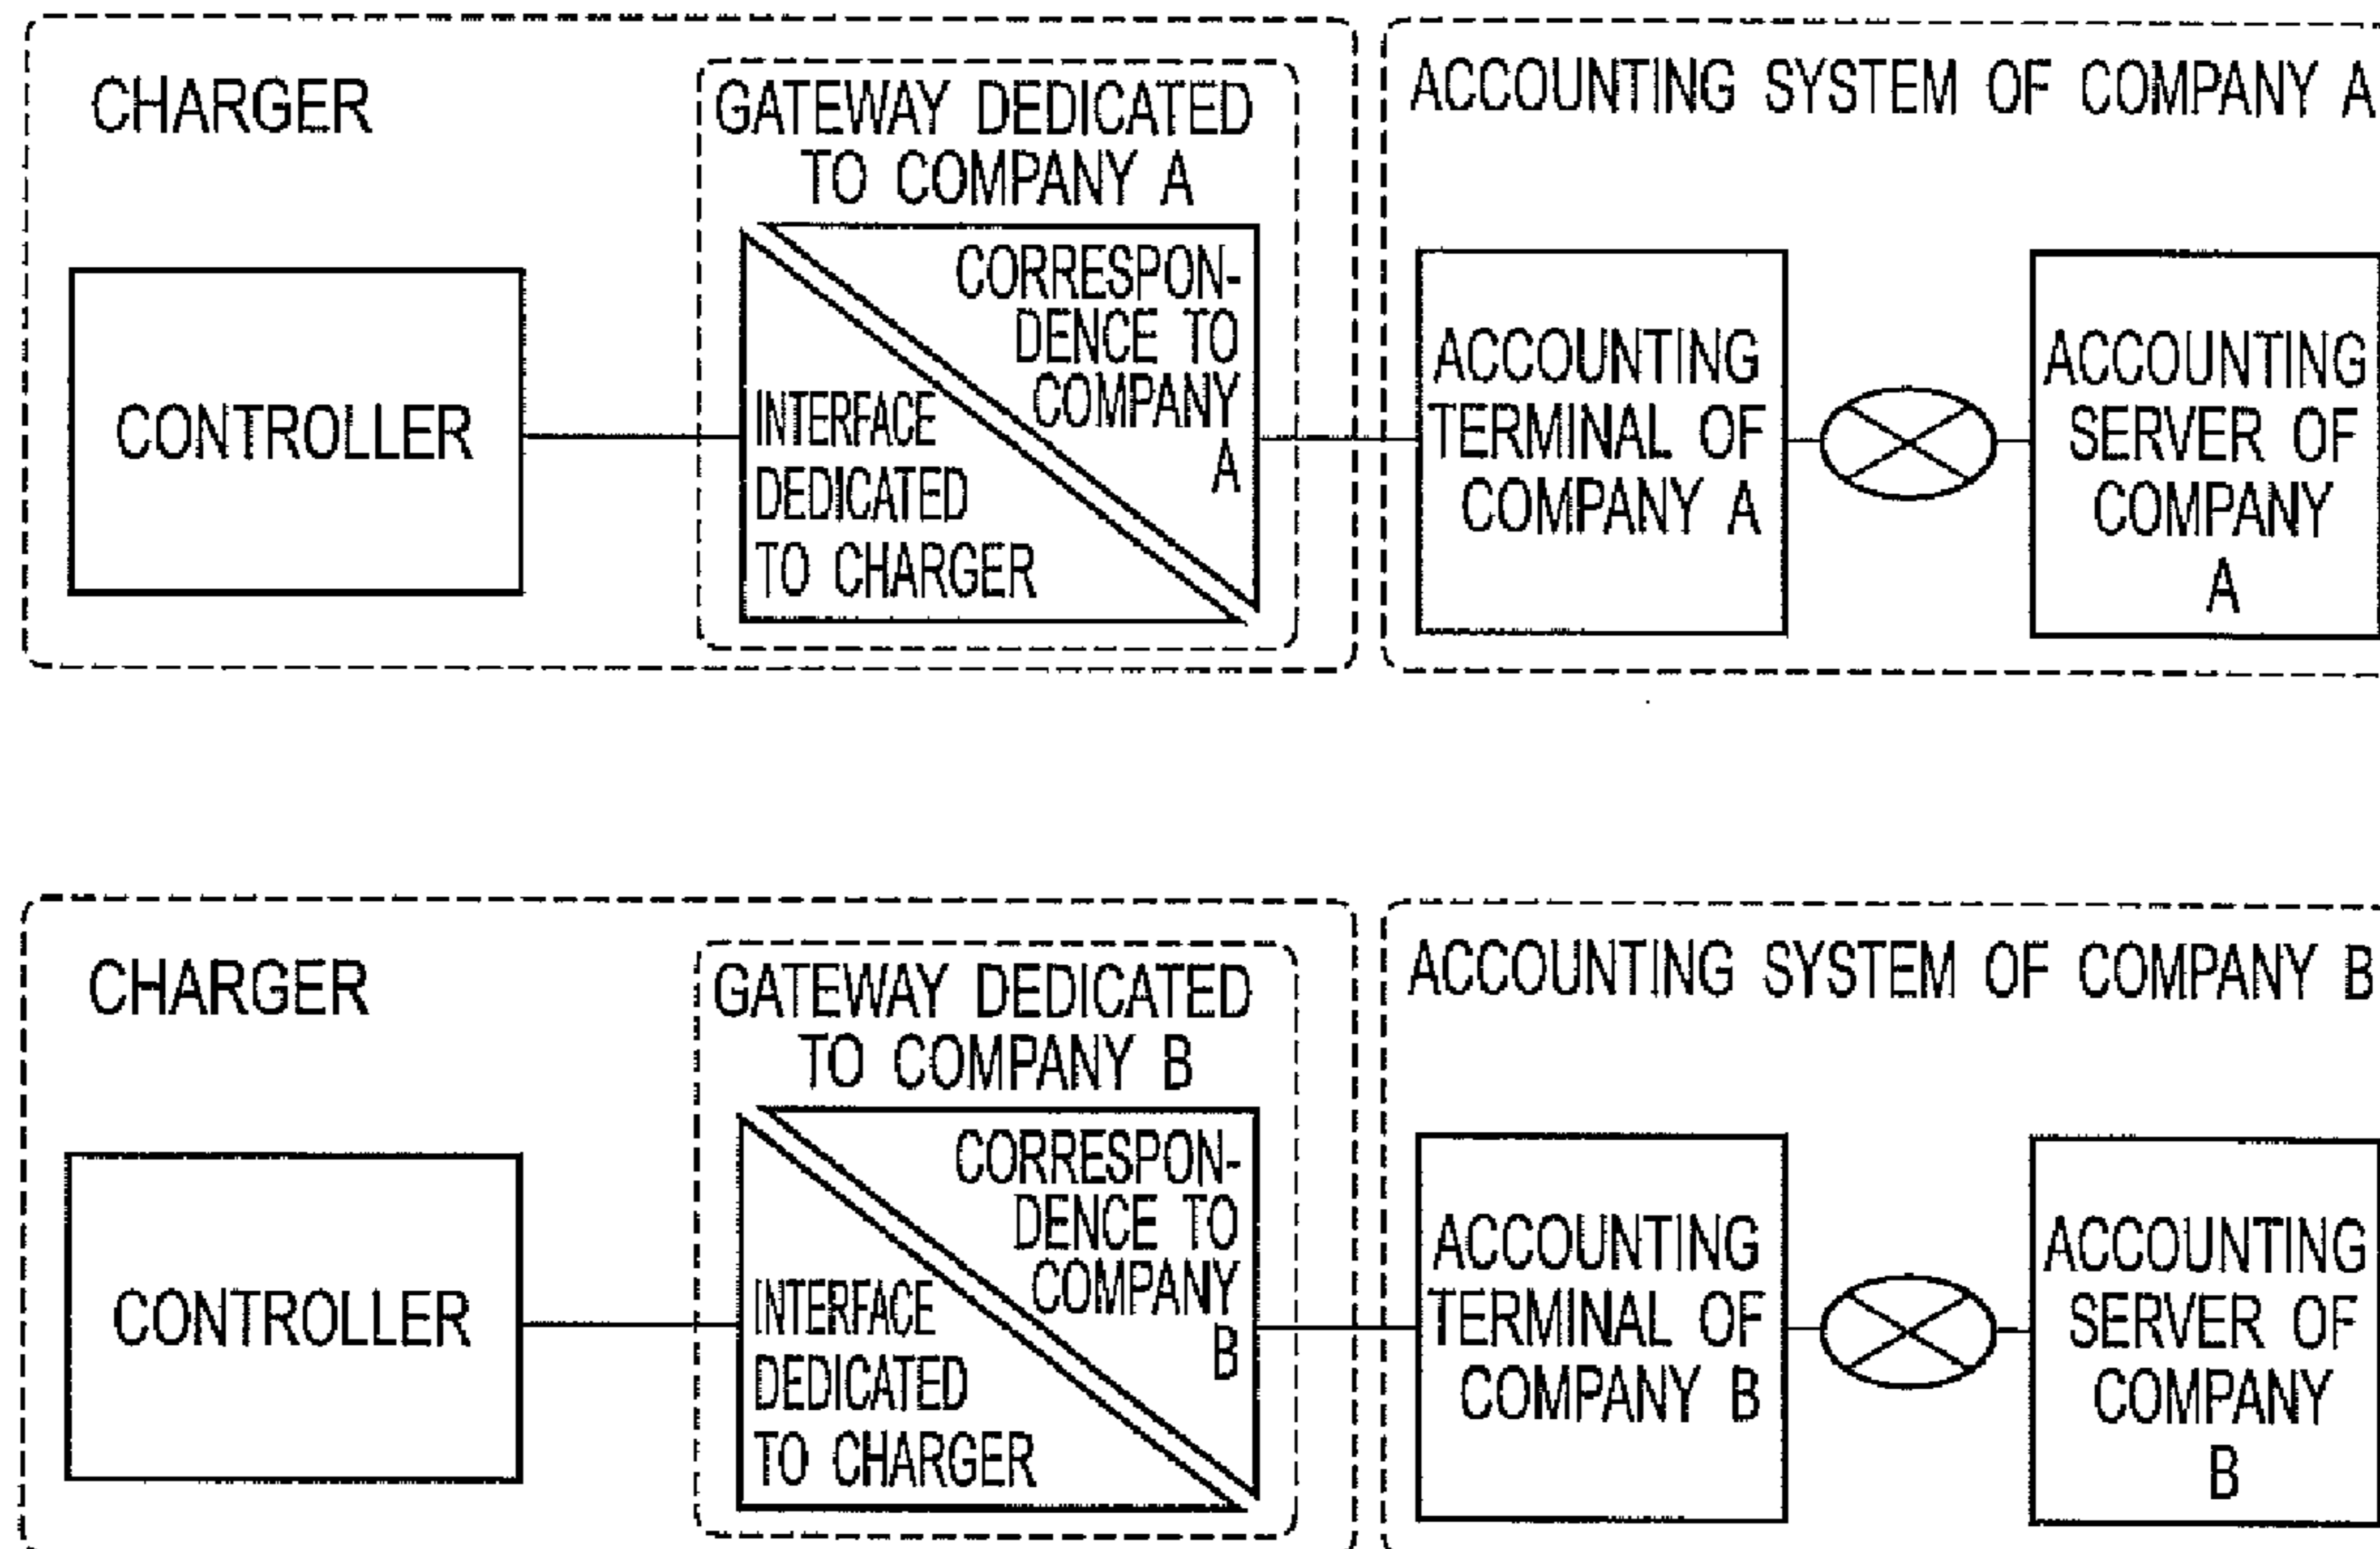 CHARGER
GATEWAY DEDICATED
TO COMPANY A
CONTROLLER
INTERFACE
DEDICATED
TO CHARGER
CORRESPON-
DENCE TO
COMPANY
A
ACCOUNTING SYSTEM OF COMPANY A
ACCOUNTING
TERMINAL OF
COMPANY A
ACCOUNTING
SERVER OF
COMPANY
A
CHARGER
GATEWAY DEDICATED
TO COMPANY B
CONTROLLER
INTERFACE
DEDICATED
TO CHARGER
CORRESPON-
DENCE TO
COMPANY
B
ACCOUNTING SYSTEM OF COMPANY B
ACCOUNTING
TERMINAL OF
COMPANY B
ACCOUNTING
SERVER OF
COMPANY
B